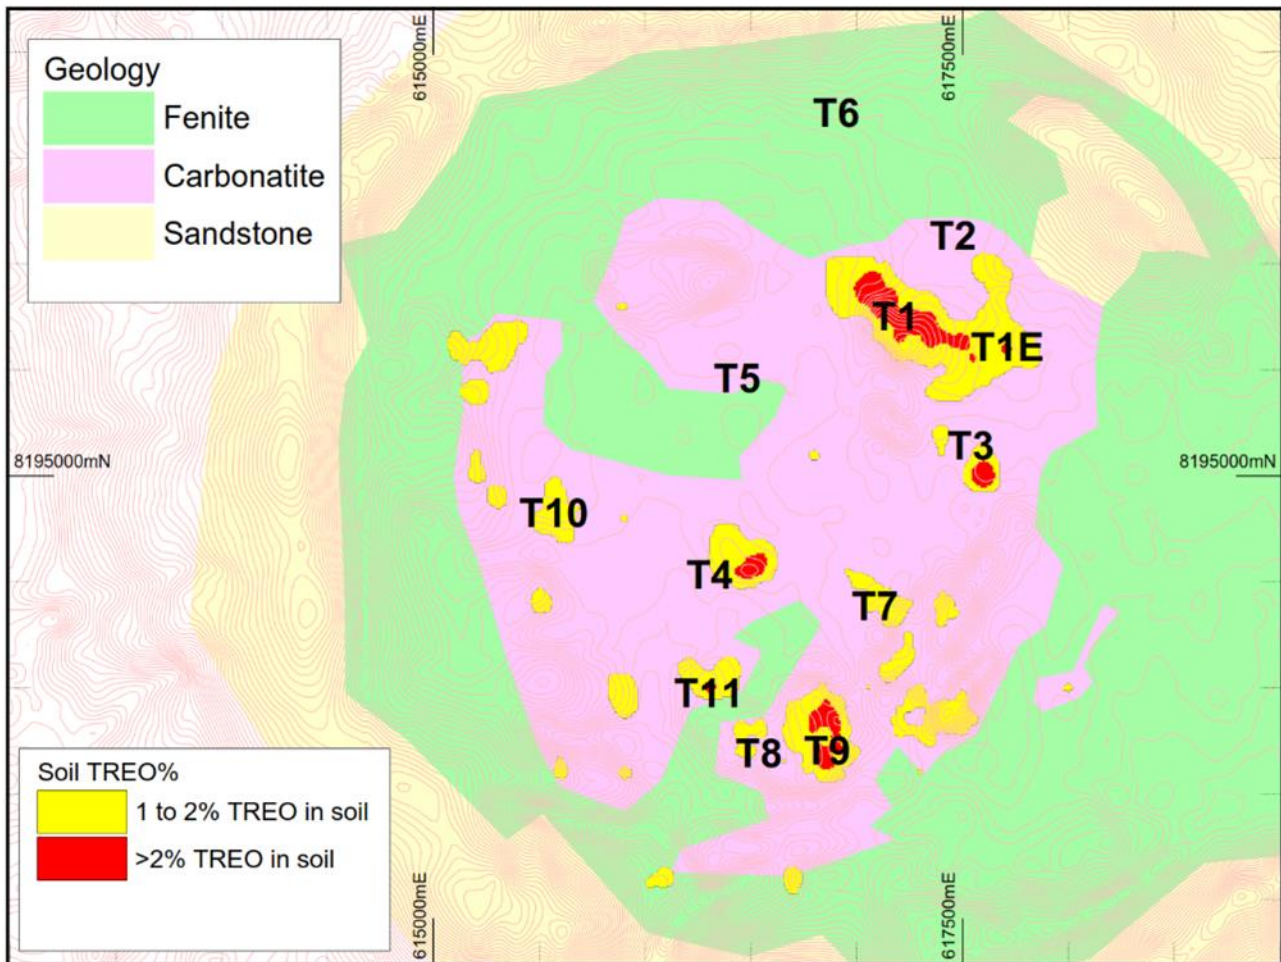 615000mE
617500mE
Geology
Fenite
Carbonatite
Sandstone
T6
T2
T1
T1E
T5
T3
8195000mN
8195000mN
T10
T4
T7
T11
T8
T9
Soil TREO%
1 to 2% TREO in soil
>2% TREO in soil
615000mE
617500mE